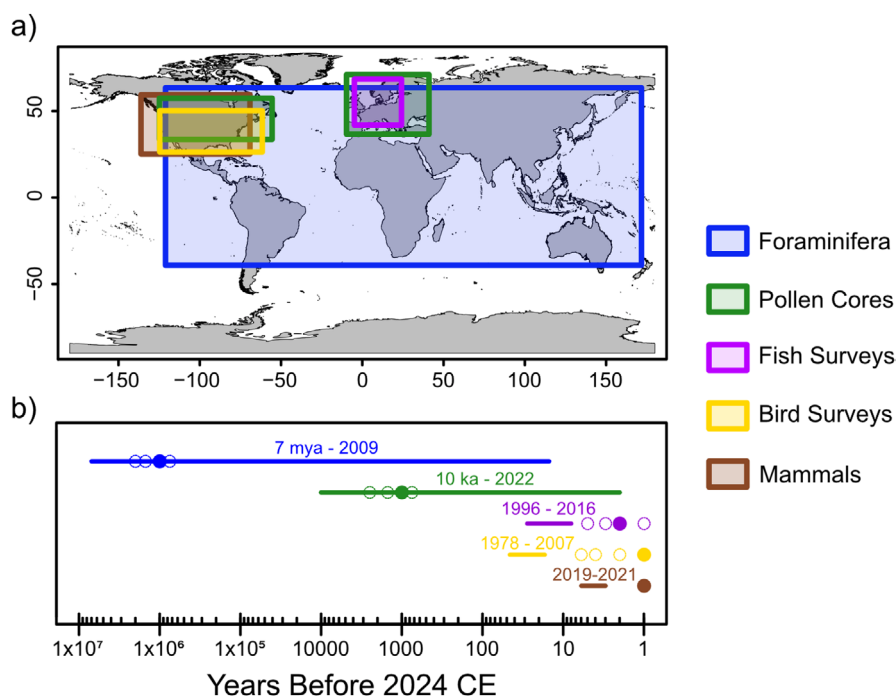 a)
50
0
−50
−150
−100
−50
0
50
100
150
Foraminifera
Pollen Cores
Fish Surveys
Bird Surveys
Mammals
b)
7 mya - 2009
10 ka - 2022
1996 - 2016
1978 - 2007
2019-2021
1x10⁷
1x10⁶
1x10⁵
10000
1000
100
10
1
Years Before 2024 CE